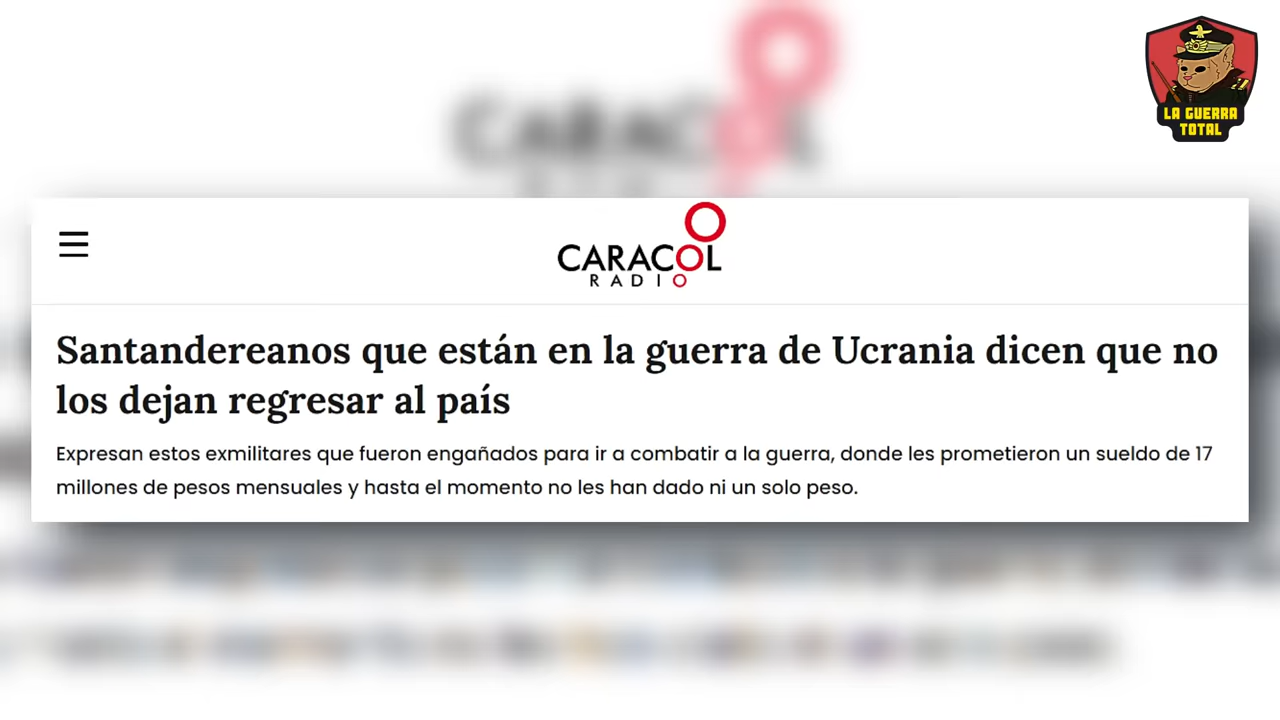 LA GUERRA
TOTAL
CARACOL
RADIO
Santandereanos que están en la guerra de Ucrania dicen que no
los dejan regresar al país
Expresan estos exmilitares que fueron engañados para ir a combatir a la guerra, donde les prometieron un sueldo de 17
millones de pesos mensuales y hasta el momento no les han dado ni un solo peso.